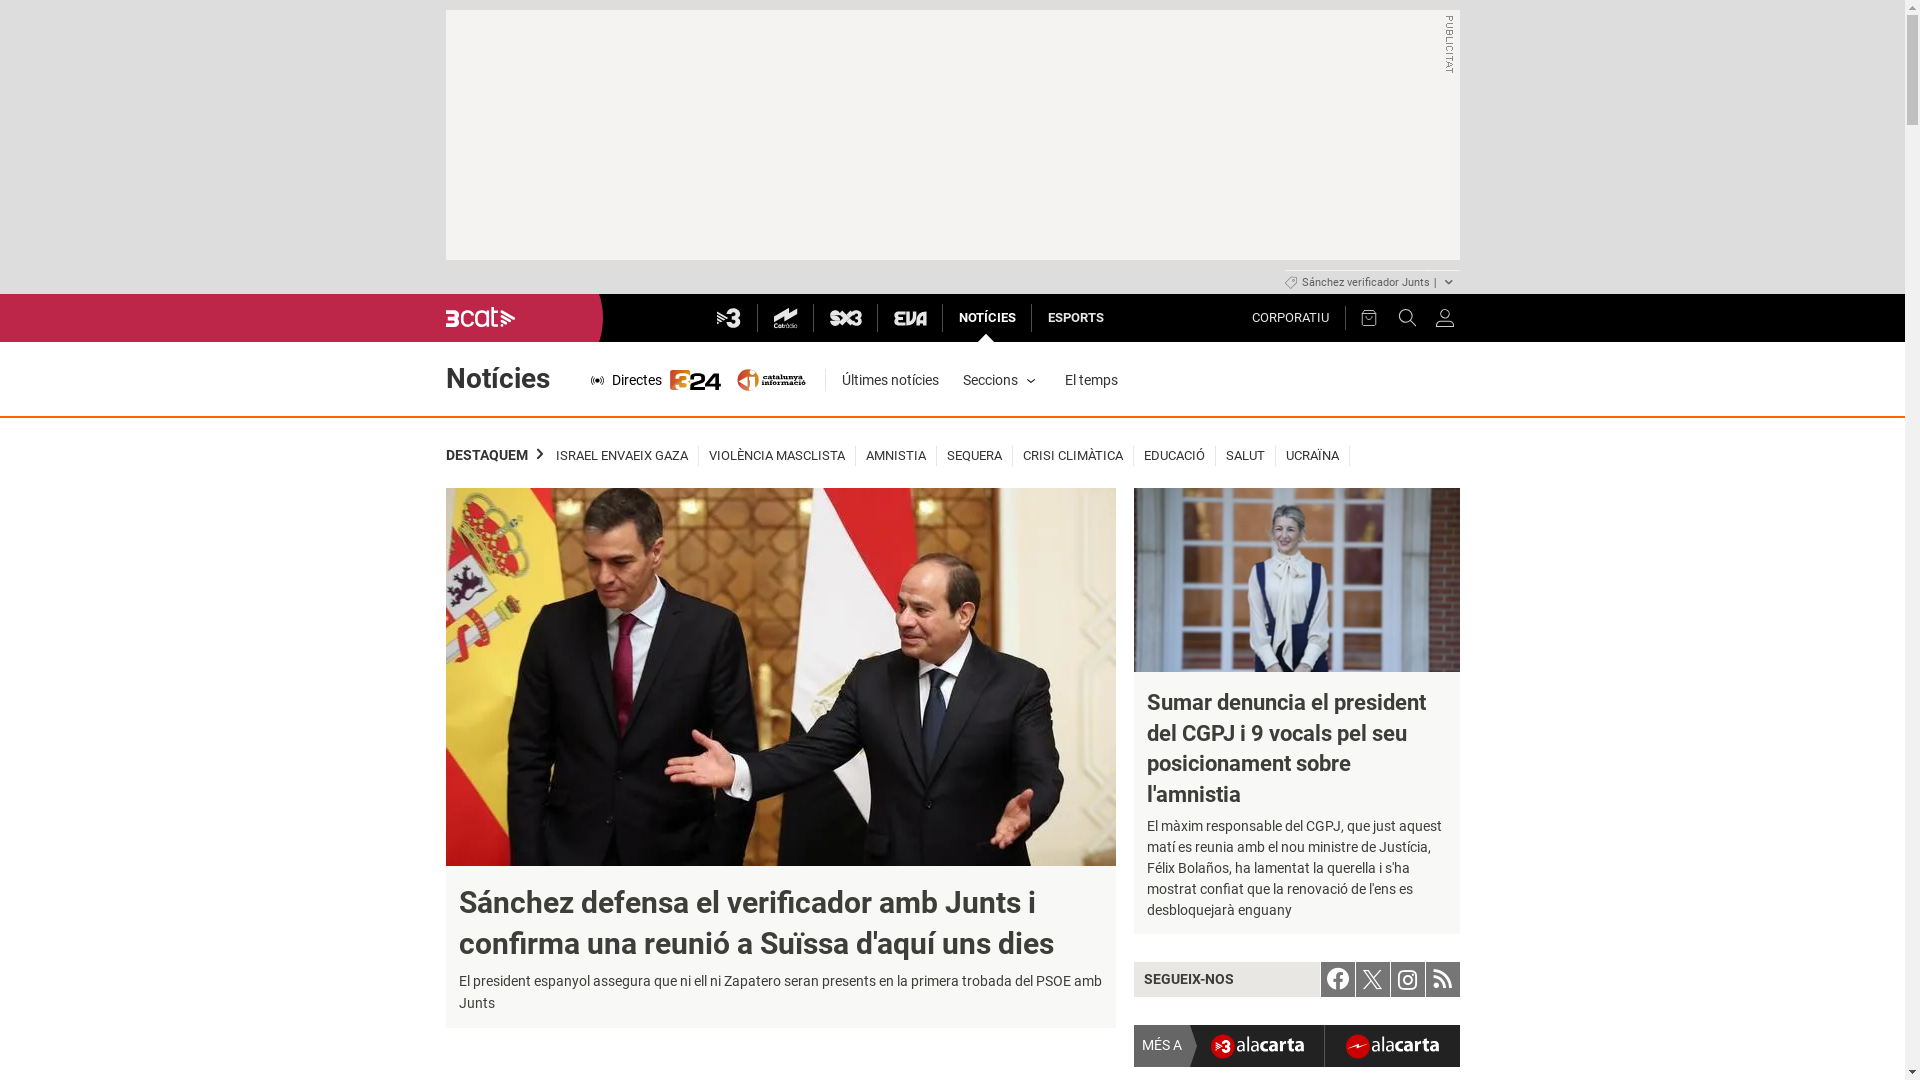 PUBLICITAT
Sánchez verificador Junts |
3cat
3
Catràdio
SX3
EVA
NOTÍCIES
ESPORTS
CORPORATIU
Notícies
Directes
324
catalunya
informació
Últimes notícies
Seccions
El temps
DESTAQUEM
ISRAEL ENVAEIX GAZA
VIOLÈNCIA MASCLISTA
AMNISTIA
SEQUERA
CRISI CLIMÀTICA
EDUCACIÓ
SALUT
UCRAÏNA
Sánchez defensa el verificador amb Junts i
confirma una reunió a Suïssa d'aquí uns dies
El president espanyol assegura que ni ell ni Zapatero seran presents en la primera trobada del PSOE amb
Junts
Sumar denuncia el president
del CGPJ i 9 vocals pel seu
posicionament sobre
l'amnistia
El màxim responsable del CGPJ, que just aquest
matí es reunia amb el nou ministre de Justícia,
Félix Bolaños, ha lamentat la querella i s'ha
mostrat confiat que la renovació de l'ens es
desbloquejarà enguany
SEGUEIX-NOS
MÉS A
3 alacarta
alacarta